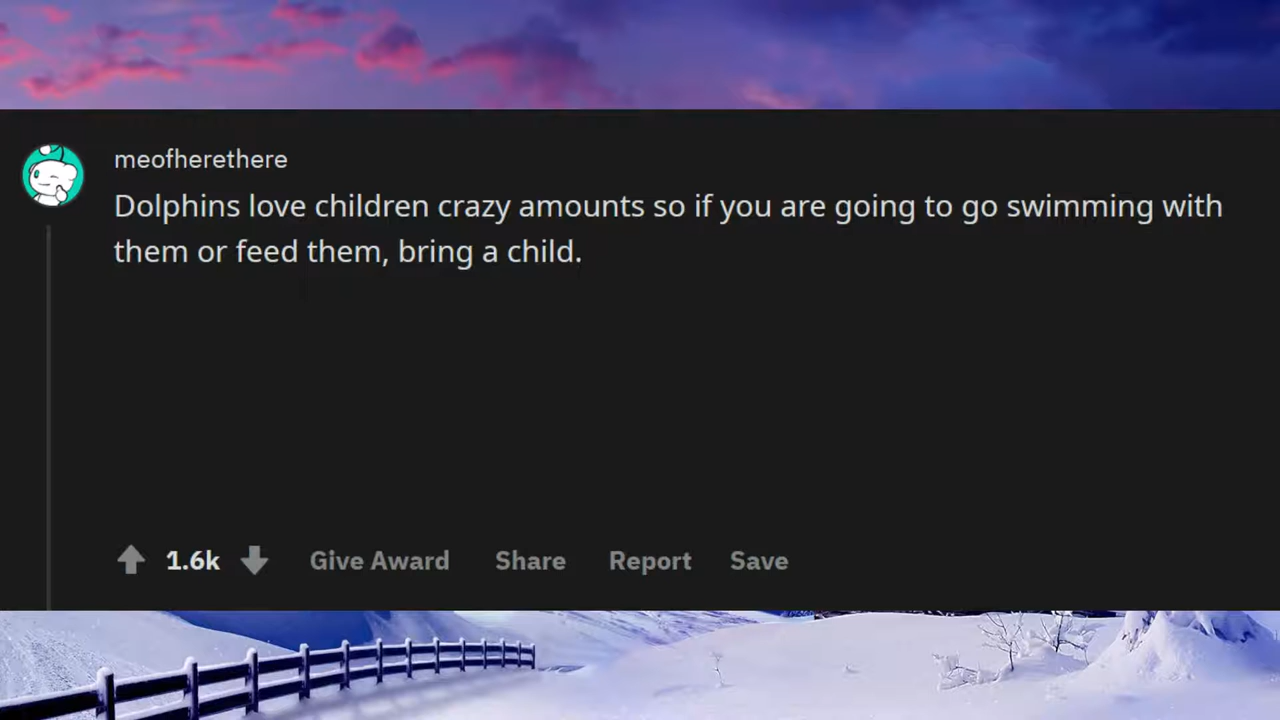 meofherethere
Dolphins love children crazy amounts so if you are going to go swimming with
them or feed them, bring a child.
1.6k Give Award Share Report Save